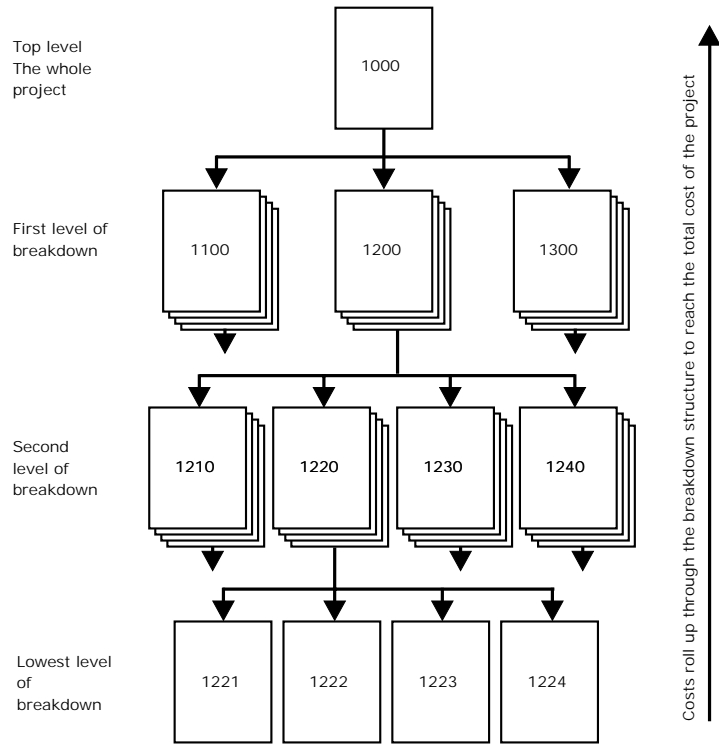 Top level
The whole
project
1000
First level of
breakdown
1100
1200
1300
Second
level of
breakdown
1210
1220
1230
1240
Lowest level
of
breakdown
1221
1222
1223
1224
Costs roll up through the breakdown structure to reach the total cost of the project